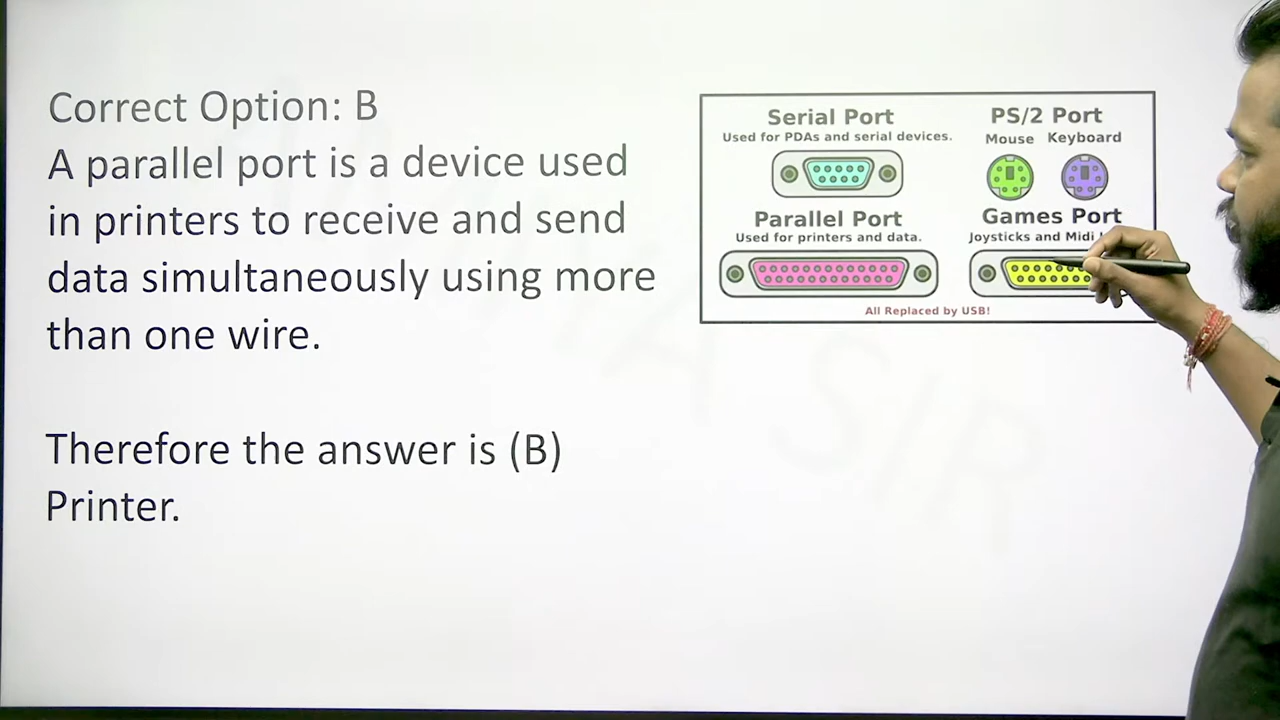 Correct Option: B
A parallel port is a device used
in printers to receive and send
data simultaneously using more
than one wire.
Therefore the answer is (B)
Printer.
Serial Port
Used for PDAs and serial devices.
PS/2 Port
Mouse Keyboard
Parallel Port
Used for printers and data.
Games Port
Joysticks and Midi
All Replaced by USB!
SIR